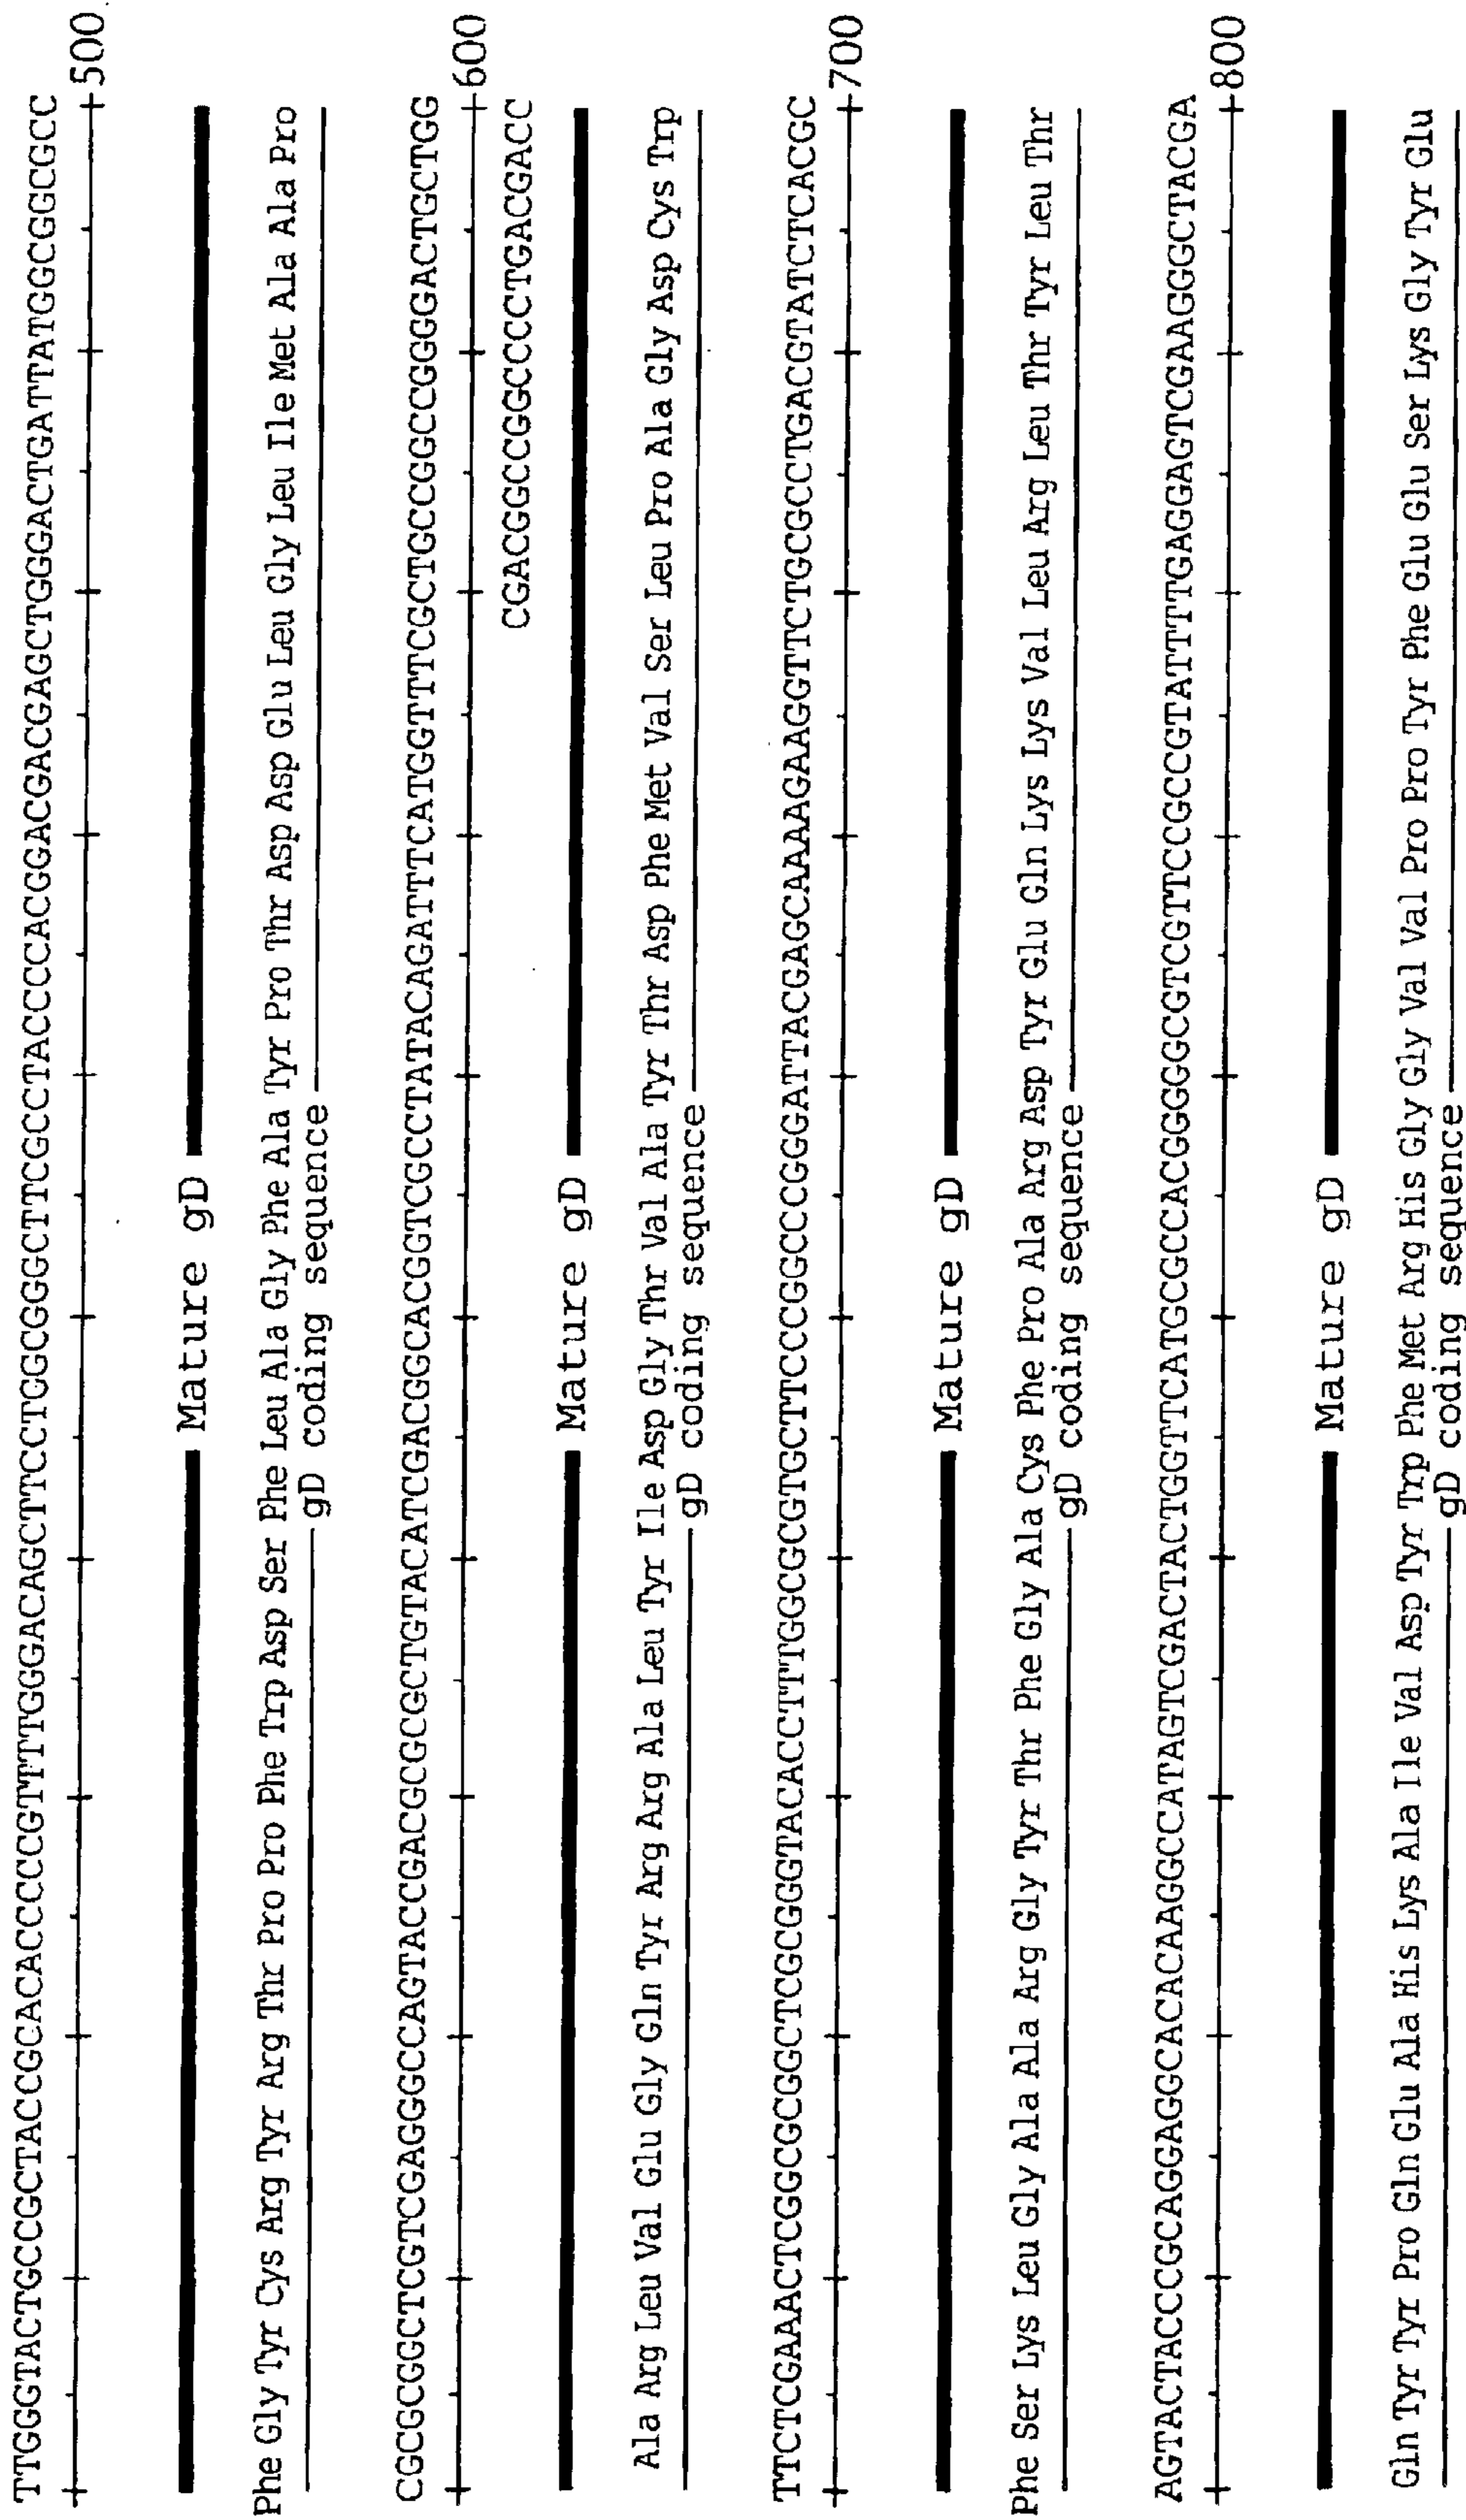 TTGGGTACTGCCGCTACCGCACACCCCCGTTTTGGGACAGCTTCCTGGCGGGCTTCGCCTACCCCACGGACGACGAGCTGGGACTGATTATGGCGGCGCC
500
Mature gD
Phe Gly Tyr Cys Arg Tyr Arg Thr Pro Pro Phe Trp Asp Ser Phe Leu Ala Gly Phe Ala Tyr Pro Thr Asp Asp Glu Leu Gly Leu Ile Met Ala Ala Pro
gD coding sequence
CGCGCGGCTCGTCGAGGGCCAGTACCGACGCGCGCTGTACATCGACGGCACGGTCGCCTATACAGATTTCATGGTTTCGCTGCCGGCCGGGGACTGCTGG
600
CGACGGCCGGCCCCTGACGACC
Mature gD
Ala Arg Leu Val Glu Gly Gln Tyr Arg Arg Ala Leu Tyr Ile Asp Gly Thr Val Ala Tyr Thr Asp Phe Met Val Ser Leu Pro Ala Gly Asp Cys Trp
gD coding sequence
TTCTCGAAACTCGGCGCGGCTCGCGGGTACACCTTTGGCGCGTGCTTCCCGGCCCGGGATTACGAGCAAAAGAAGGTTCTGCGCCTGACGTATCTCACGC
700
Mature gD
Phe Ser Lys Leu Gly Ala Ala Arg Gly Tyr Thr Phe Gly Ala Cys Phe Pro Ala Arg Asp Tyr Glu Gln Lys Lys Val Leu Arg Leu Thr Tyr Leu Thr
gD coding sequence
AGTACTACCCGCAGGAGGCACACAAGGCCATAGTCGACTACTGGTTCATGCGCCACGGGGGCGTCGTTCCGCCGTATTTTGAGGAGTCGAAGGGCTACGA
800
Mature gD
Gln Tyr Tyr Pro Gln Glu Ala His Lys Ala Ile Val Asp Tyr Trp Phe Met Arg His Gly Gly Val Val Pro Pro Tyr Phe Glu Glu Ser Lys Gly Tyr Glu
gD coding sequence